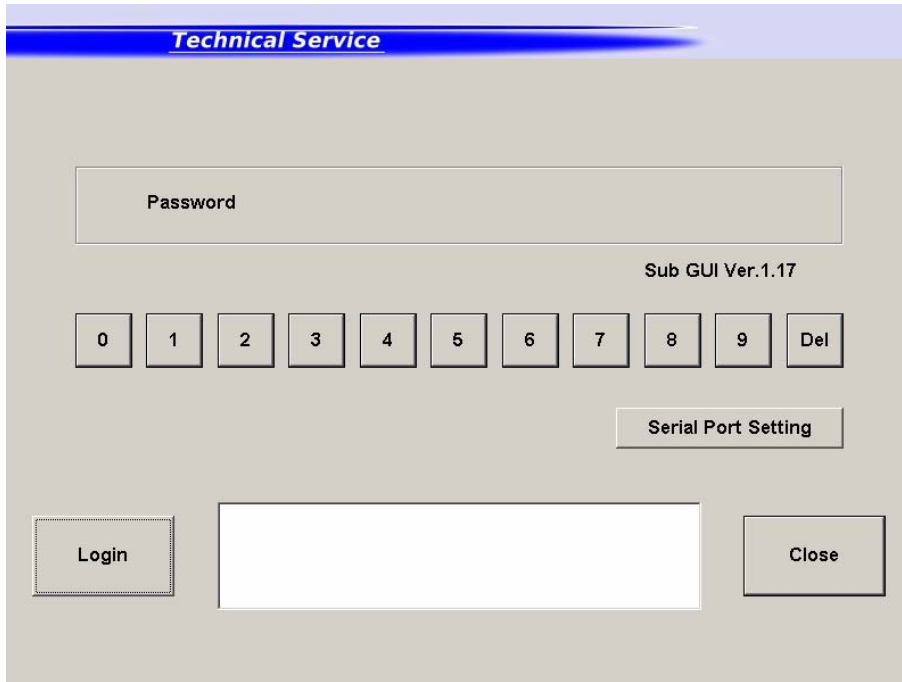 Technical Service
Password
Sub GUI Ver.1.17
0 1 2 3 4 5 6 7 8 9 Del
Serial Port Setting
Login
Close